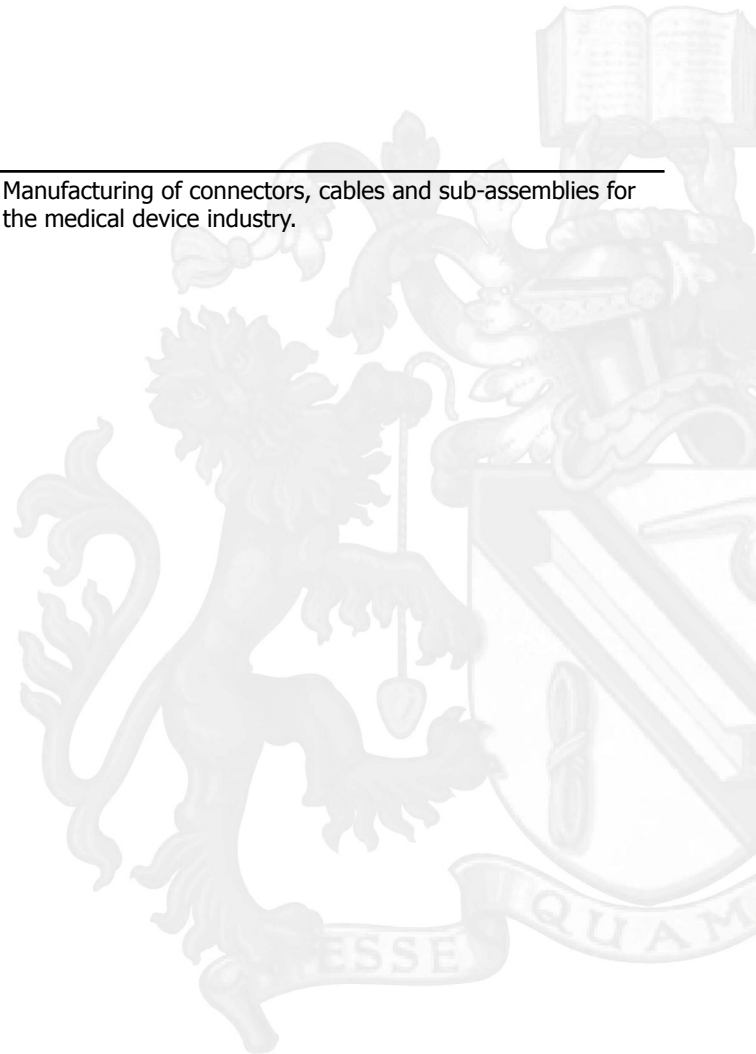 Manufacturing of connectors, cables and sub-assemblies for
the medical device industry.
ESSE
QUAM